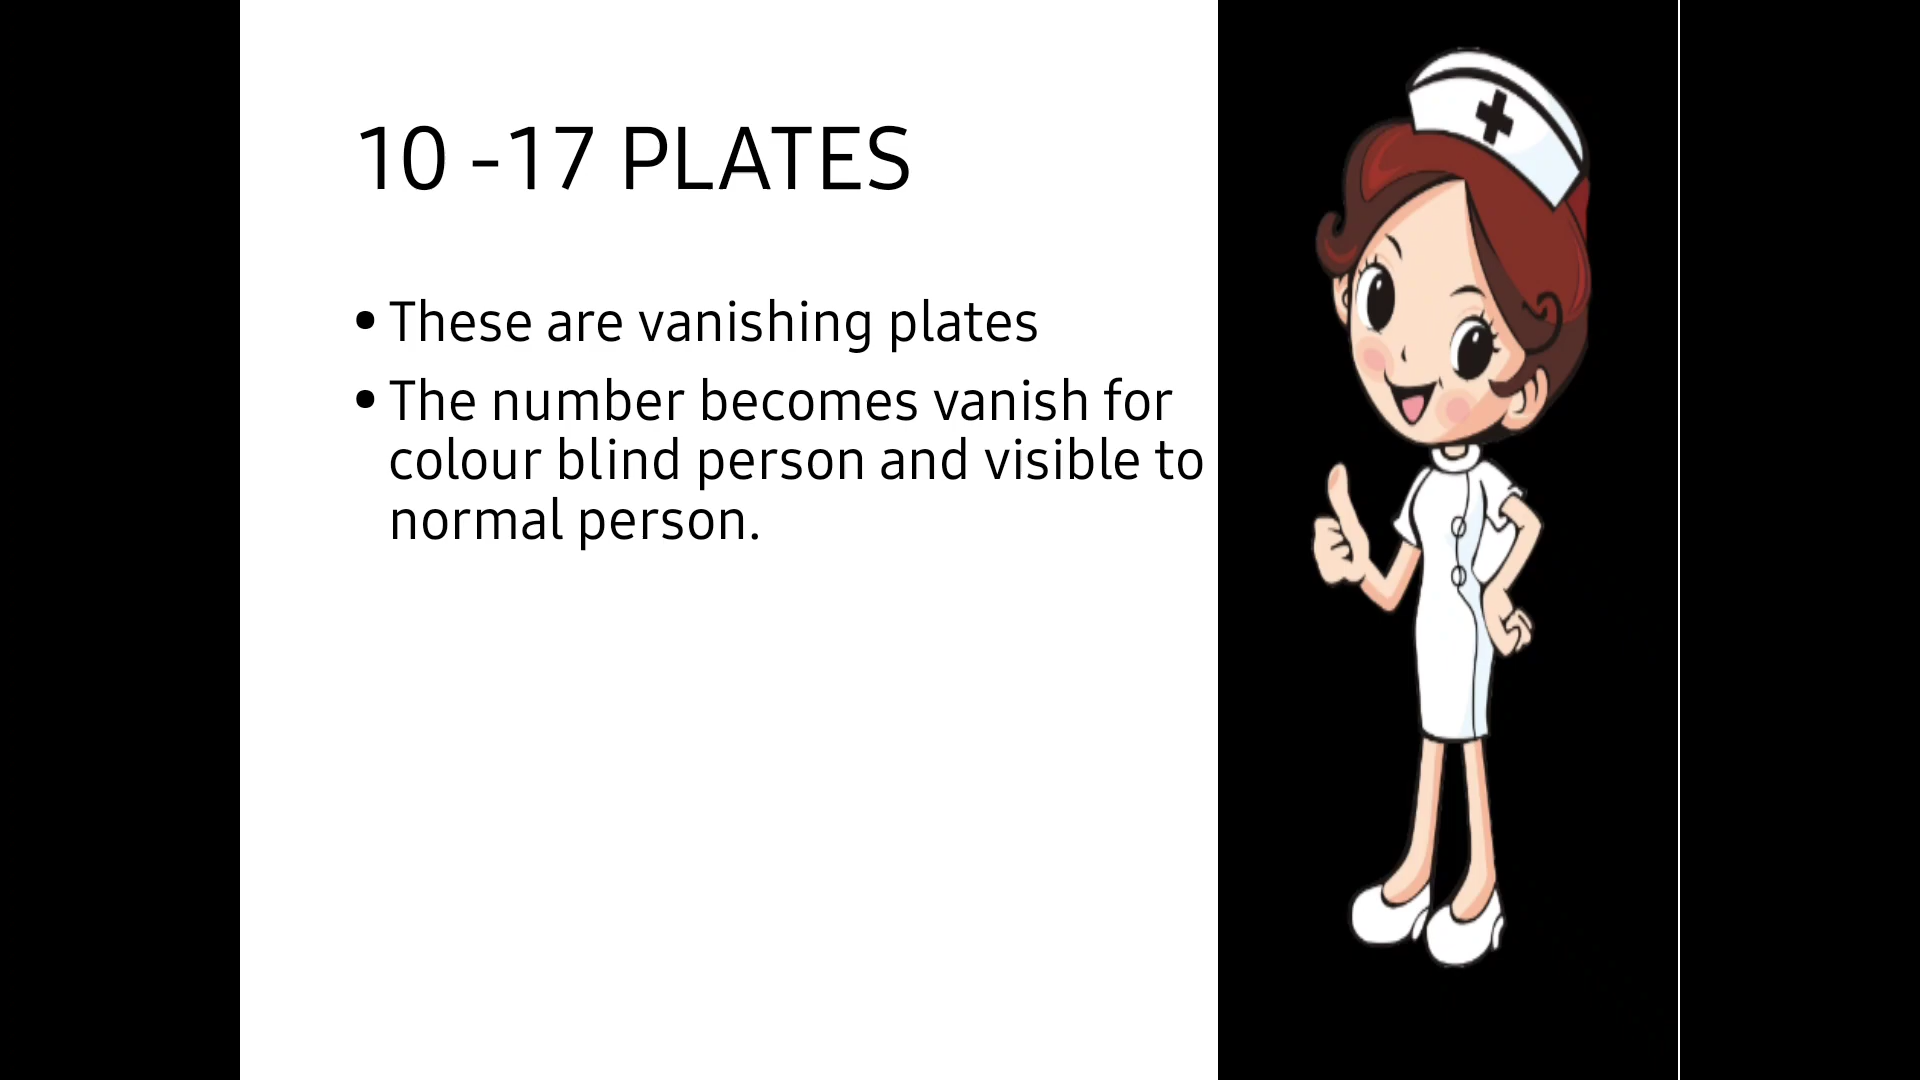 10 -17 PLATES
• These are vanishing plates
• The number becomes vanish for
colour blind person and visible to
normal person.